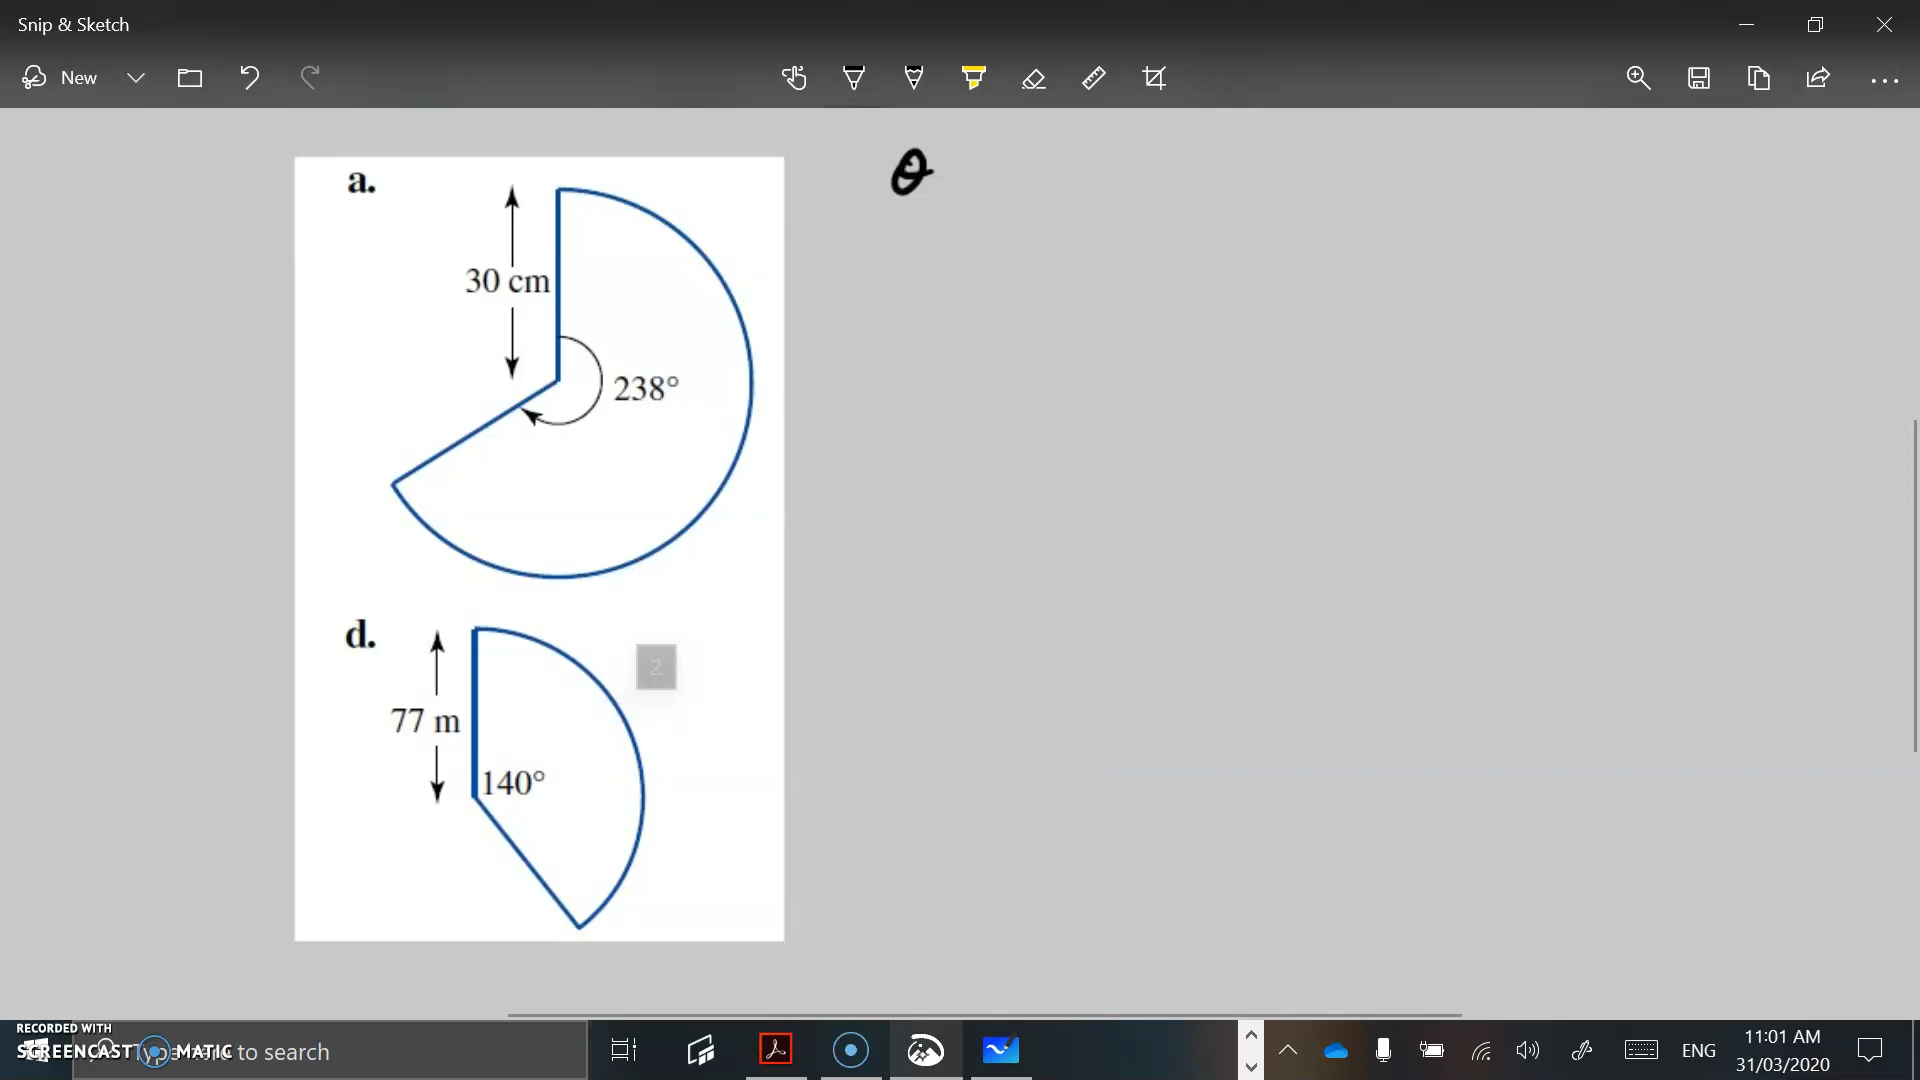 Snip & Sketch
New
a.
θ
30 cm
238°
d.
2
77 m
140°
RECORDED WITH
SCREENCAST MATIC
to search
ENG
11:01 AM
31/03/2020